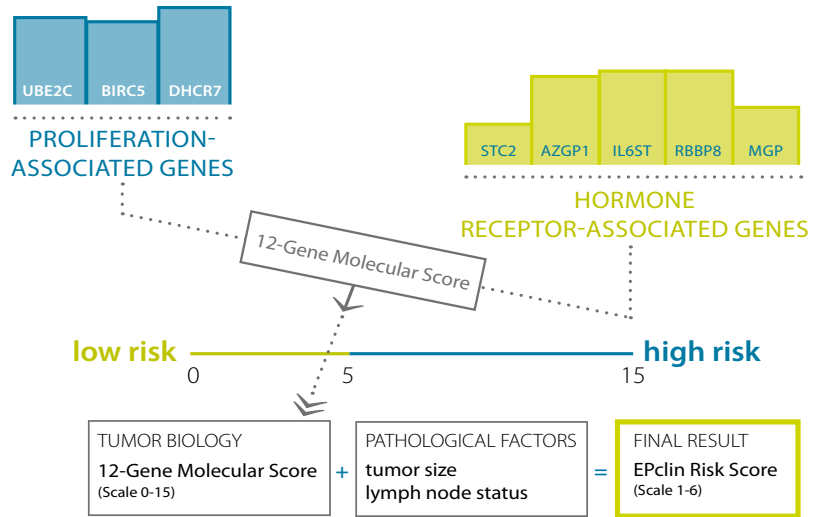 UBE2C BIRC5 DHCR7
PROLIFERATION-
ASSOCIATED GENES
STC2 AZGP1 IL6ST RBBP8 MGP
HORMONE
RECEPTOR-ASSOCIATED GENES
12-Gene Molecular Score
low risk high risk
0 5 15
TUMOR BIOLOGY
12-Gene Molecular Score
(Scale 0-15)
+
PATHOLOGICAL FACTORS
tumor size
lymph node status
=
FINAL RESULT
EPclin Risk Score
(Scale 1-6)